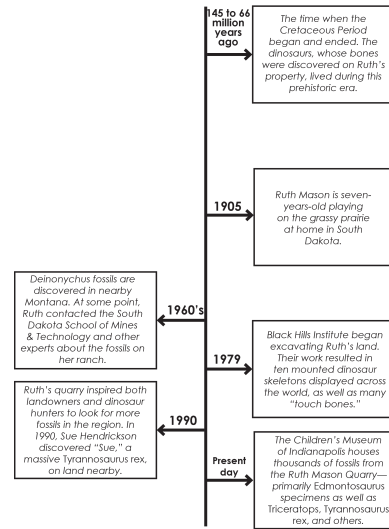 145 to 66
million
years
ago
The time when the
Cretaceous Period
began and ended. The
dinosaurs, whose bones
were discovered on Ruth's
property, lived during this
prehistoric era.
1905
Ruth Mason is seven-
years-old playing
on the grassy prairie
at home in South
Dakota.
Deinonychus fossils are
discovered in nearby
Montana. At some point,
Ruth contacted the South
Dakota School of Mines
& Technology and other
experts about the fossils on
her ranch.
1960's
1979
Black Hills Institute began
excavating Ruth's land.
Their work resulted in
ten mounted dinosaur
skeletons displayed across
the world, as well as many
“touch bones.”
Ruth's quarry inspired both
landowners and dinosaur
hunters to look for more
fossils in the region. In
1990, Sue Hendrickson
discovered “Sue,” a
massive Tyrannosaurus rex,
on land nearby.
1990
Present
day
The Children's Museum
of Indianapolis houses
thousands of fossils from
the Ruth Mason Quarry—
primarily Edmontosaurus
specimens as well as
Triceratops, Tyrannosaurus
rex, and others.